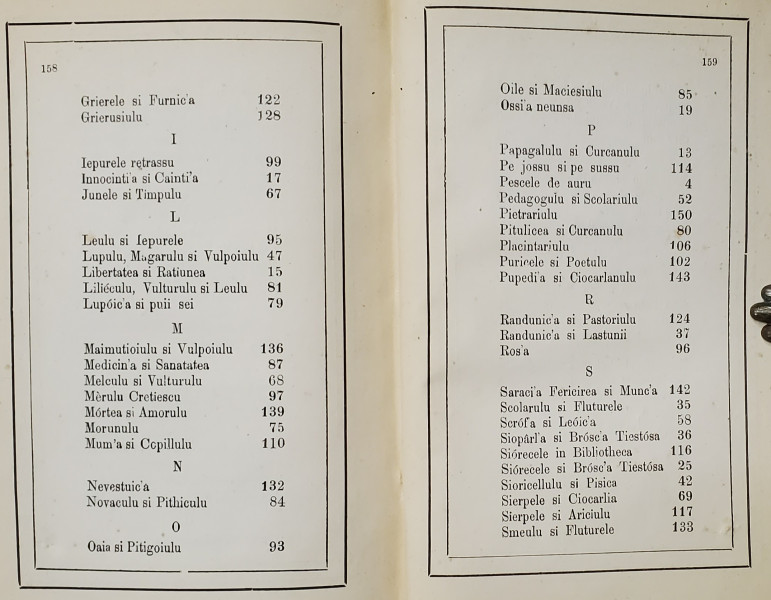 158
Grierele si Furnic'a 122
Grierusiulu 128
I
Iepurele retrassu 99
Innocinti'a si Cainti'a 17
Junele si Timpulu 67
L
Leulu si Iepurele 95
Lupulu, Magarulu si Vulpoiulu 47
Libertatea si Ratiunea 15
Liliéculu, Vulturulu si Leulu 81
Lupóic'a si puii sei 79
M
Maimutioiulu si Vulpoiulu 136
Medicin'a si Sanatatea 87
Melculu si Vulturulu 68
Mèrulu Cretiescu 97
Mórtea si Amorulu 139
Morunulu 75
Mum'a si Copillulu 110
N
Nevestuic'a 132
Novaculu si Pithiculu 84
O
Oaia si Pitigoiulu 93
159
Oile si Maciesiulu 85
Ossi'a neunsa 19
P
Papagalulu si Curcanulu 13
Pe jossu si pe sussu 114
Pescele de auru 4
Pedagogulu si Scolariulu 52
Pietrariulu 150
Pitulicea si Curcanulu 80
Placintariulu 106
Puricele si Poetulu 102
Pupedi'a si Ciocarlanulu 143
R
Randunic'a si Pastoriulu 124
Randunic'a si Lastunii 37
Ros'a 96
S
Saraci'a Fericirea si Munc'a 142
Scolarulu si Fluturele 35
Scróf'a si Leóic'a 58
Siopârl'a si Brósc'a Tiestósa 36
Siórecele in Bibliotheca 116
Siórecele si Brósc'a Tiestósa 25
Sioricellulu si Pisica 42
Sierpele si Ciocarlia 69
Sierpele si Ariciulu 117
Smeulu si Fluturele 133